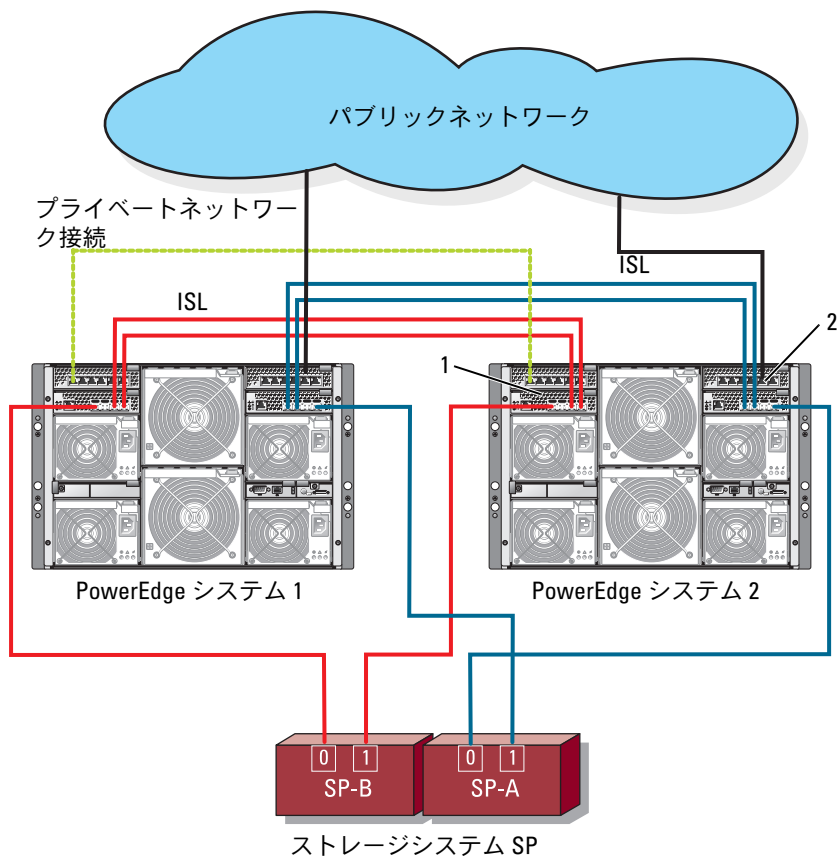 パブリックネットワーク
プライベートネットワー
ク接続
ISL
ISL
1
2
PowerEdge システム 1
PowerEdge システム 2
0
1
0
1
SP-B
SP-A
ストレージシステム SP